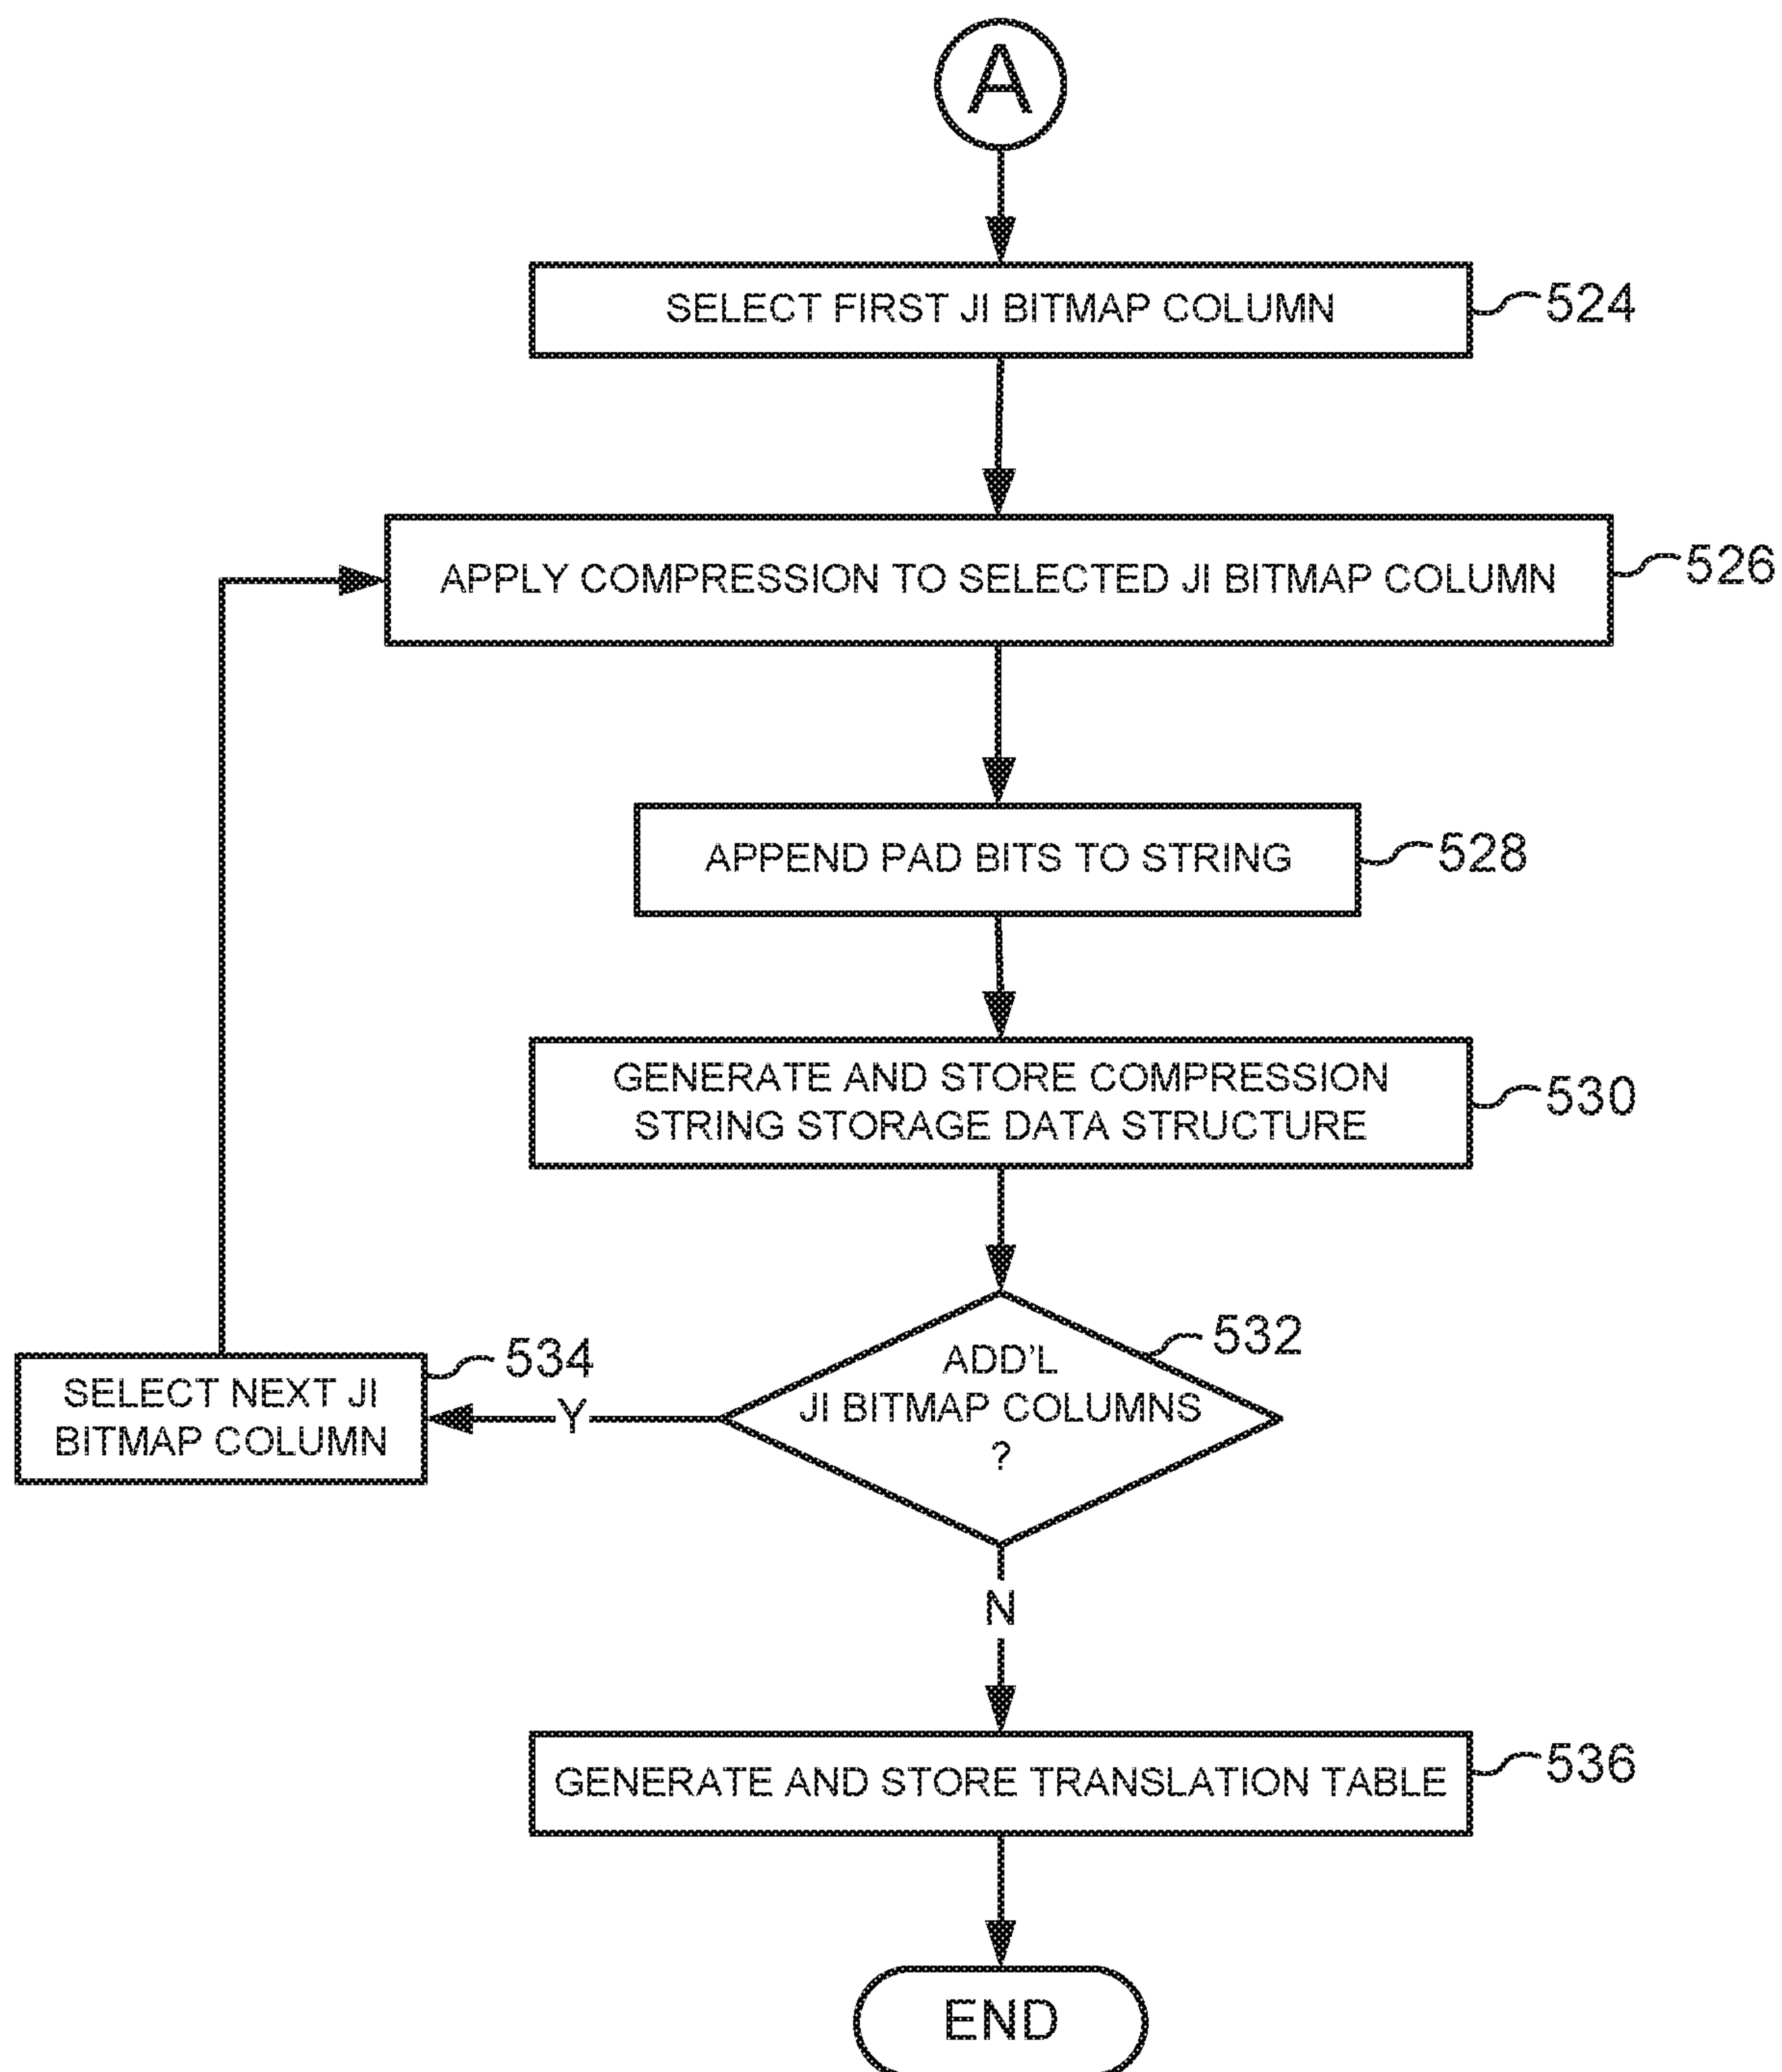 A
SELECT FIRST JI BITMAP COLUMN
524
APPLY COMPRESSION TO SELECTED JI BITMAP COLUMN
526
APPEND PAD BITS TO STRING
528
GENERATE AND STORE COMPRESSION
STRING STORAGE DATA STRUCTURE
530
ADD'L
JI BITMAP COLUMNS
?
532
Y
SELECT NEXT JI
BITMAP COLUMN
534
N
GENERATE AND STORE TRANSLATION TABLE
536
END